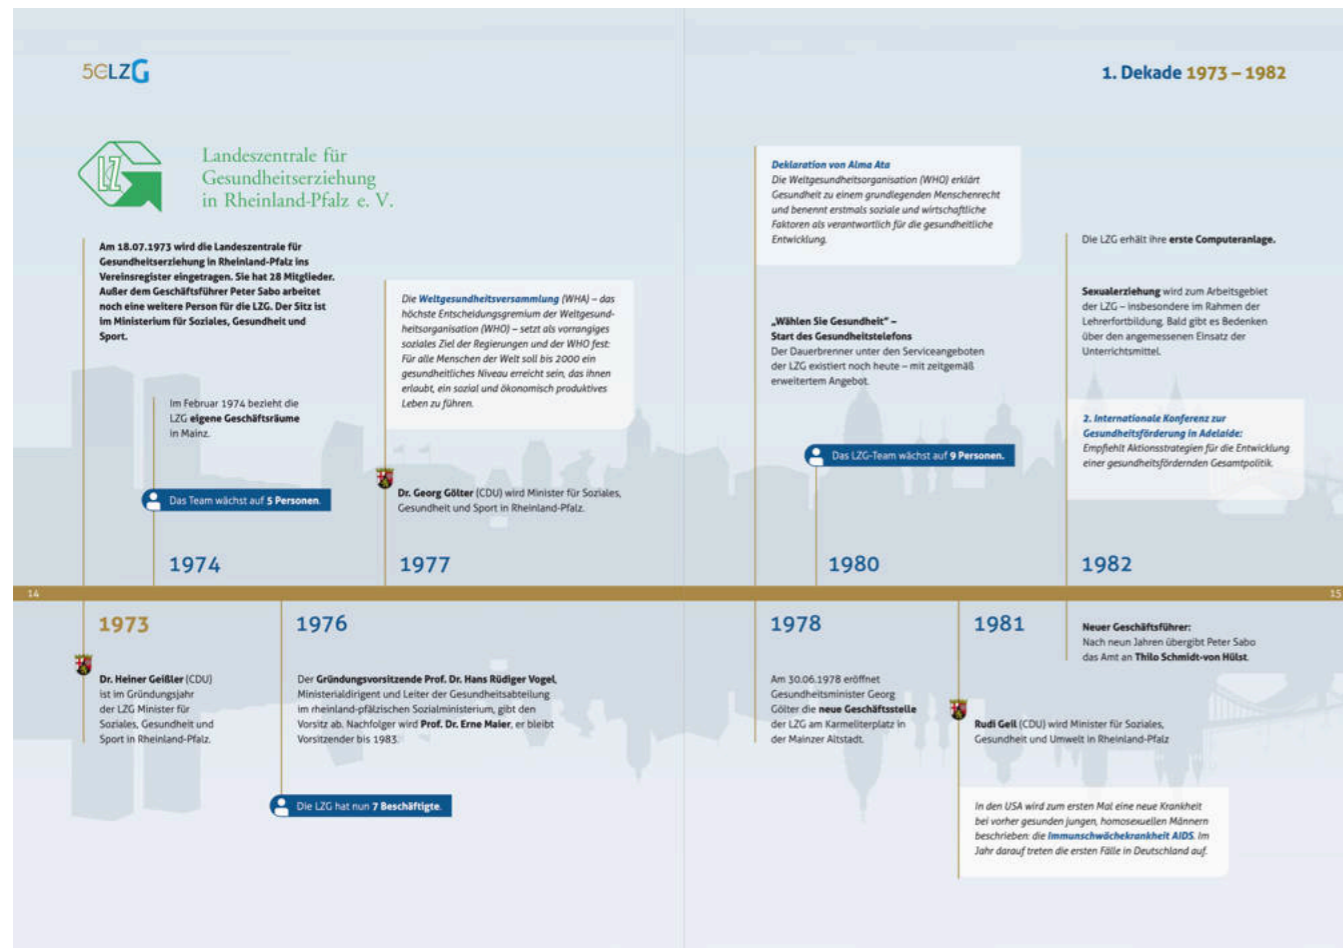 5OLZG
1. Dekade 1973 – 1982
LZ
Landeszentrale für
Gesundheitserziehung
in Rheinland-Pfalz e. V.
Am 18.07.1973 wird die Landeszentrale für
Gesundheitserziehung in Rheinland-Pfalz ins
Vereinsregister eingetragen. Sie hat 28 Mitglieder.
Außer dem Geschäftsführer Peter Sabo arbeitet
noch eine weitere Person für die LZG. Der Sitz ist
im Ministerium für Soziales, Gesundheit und
Sport.
Im Februar 1974 bezieht die
LZG eigene Geschäftsräume
in Mainz.
Das Team wächst auf 5 Personen.
1974
Die Weltgesundheitsversammlung (WHA) – das
höchste Entscheidungsgremium der Weltgesund-
heitsorganisation (WHO) – setzt als vorrangiges
soziales Ziel der Regierungen und der WHO fest:
Für alle Menschen der Welt soll bis 2000 ein
gesundheitliches Niveau erreicht sein, das ihnen
erlaubt, ein sozial und ökonomisch produktives
Leben zu führen.
Dr. Georg Gölter (CDU) wird Minister für Soziales,
Gesundheit und Sport in Rheinland-Pfalz.
1977
Deklaration von Alma Ata
Die Weltgesundheitsorganisation (WHO) erklärt
Gesundheit zu einem grundlegenden Menschenrecht
und benennt erstmals soziale und wirtschaftliche
Faktoren als verantwortlich für die gesundheitliche
Entwicklung.
„Wählen Sie Gesundheit“ –
Start des Gesundheitstelefons
Der Dauerbrenner unter den Serviceangeboten
der LZG existiert noch heute – mit zeitgemäß
erweitertem Angebot.
Das LZG-Team wächst auf 9 Personen.
1980
Die LZG erhält ihre erste Computeranlage.
Sexualerziehung wird zum Arbeitsgebiet
der LZG – insbesondere im Rahmen der
Lehrerfortbildung. Bald gibt es Bedenken
über den angemessenen Einsatz der
Unterrichtsmittel.
2. Internationale Konferenz zur
Gesundheitsförderung in Adelaide:
Empfiehlt Aktionsstrategien für die Entwicklung
einer gesundheitsfördernden Gesamtpolitik.
1982
14
15
1973
Dr. Heiner Geißler (CDU)
ist im Gründungsjahr
der LZG Minister für
Soziales, Gesundheit und
Sport in Rheinland-Pfalz.
1976
Der Gründungsvorsitzende Prof. Dr. Hans Rüdiger Vogel,
Ministerialdirigent und Leiter der Gesundheitsabteilung
im rheinland-pfälzischen Sozialministerium, gibt den
Vorsitz ab. Nachfolger wird Prof. Dr. Erne Maier, er bleibt
Vorsitzender bis 1983.
Die LZG hat nun 7 Beschäftigte.
1978
Am 30.06.1978 eröffnet
Gesundheitsminister Georg
Gölter die neue Geschäftsstelle
der LZG am Karmeliterplatz in
der Mainzer Altstadt.
1981
Rudi Geil (CDU) wird Minister für Soziales,
Gesundheit und Umwelt in Rheinland-Pfalz
In den USA wird zum ersten Mal eine neue Krankheit
bei vorher gesunden jungen, homosexuellen Männern
beschrieben: die Immunschwächekrankheit AIDS. Im
Jahr darauf treten die ersten Fälle in Deutschland auf.
Neuer Geschäftsführer:
Nach neun Jahren übergibt Peter Sabo
das Amt an Thilo Schmidt-von Hülst.